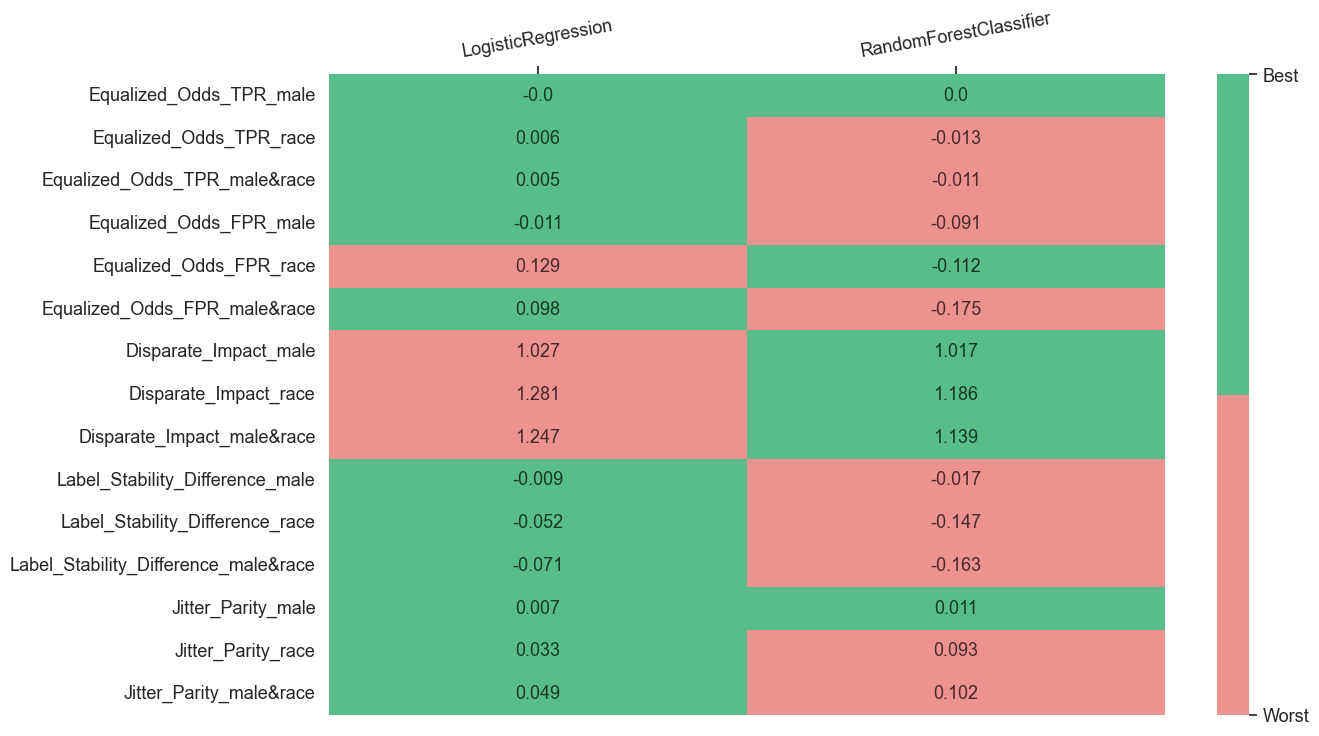 LogisticRegression RandomForestClassifier
Best
Equalized_Odds_TPR_male -0.0 0.0
Equalized_Odds_TPR_race 0.006 -0.013
Equalized_Odds_TPR_male&race 0.005 -0.011
Equalized_Odds_FPR_male -0.011 -0.091
Equalized_Odds_FPR_race 0.129 -0.112
Equalized_Odds_FPR_male&race 0.098 -0.175
Disparate_Impact_male 1.027 1.017
Disparate_Impact_race 1.281 1.186
Disparate_Impact_male&race 1.247 1.139
Label_Stability_Difference_male -0.009 -0.017
Label_Stability_Difference_race -0.052 -0.147
Label_Stability_Difference_male&race -0.071 -0.163
Jitter_Parity_male 0.007 0.011
Jitter_Parity_race 0.033 0.093
Jitter_Parity_male&race 0.049 0.102
Worst